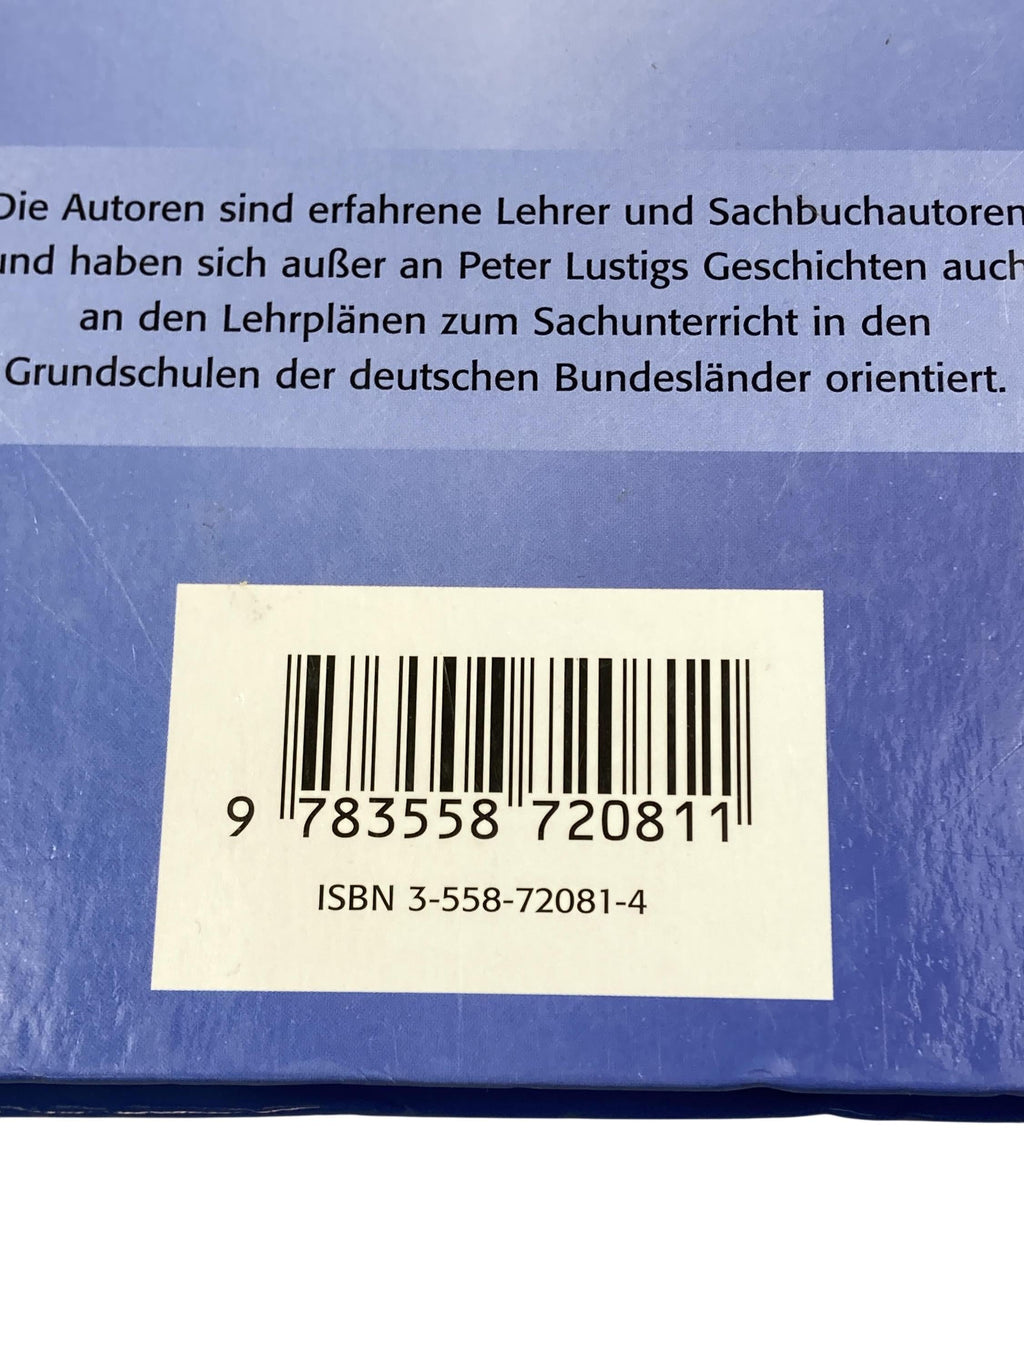 Die Autoren sind erfahrene Lehrer und Sachbuchautoren
und haben sich außer an Peter Lustigs Geschichten auch
an den Lehrplänen zum Sachunterricht in den
Grundschulen der deutschen Bundesländer orientiert.
9 783558 720811
ISBN 3-558-72081-4